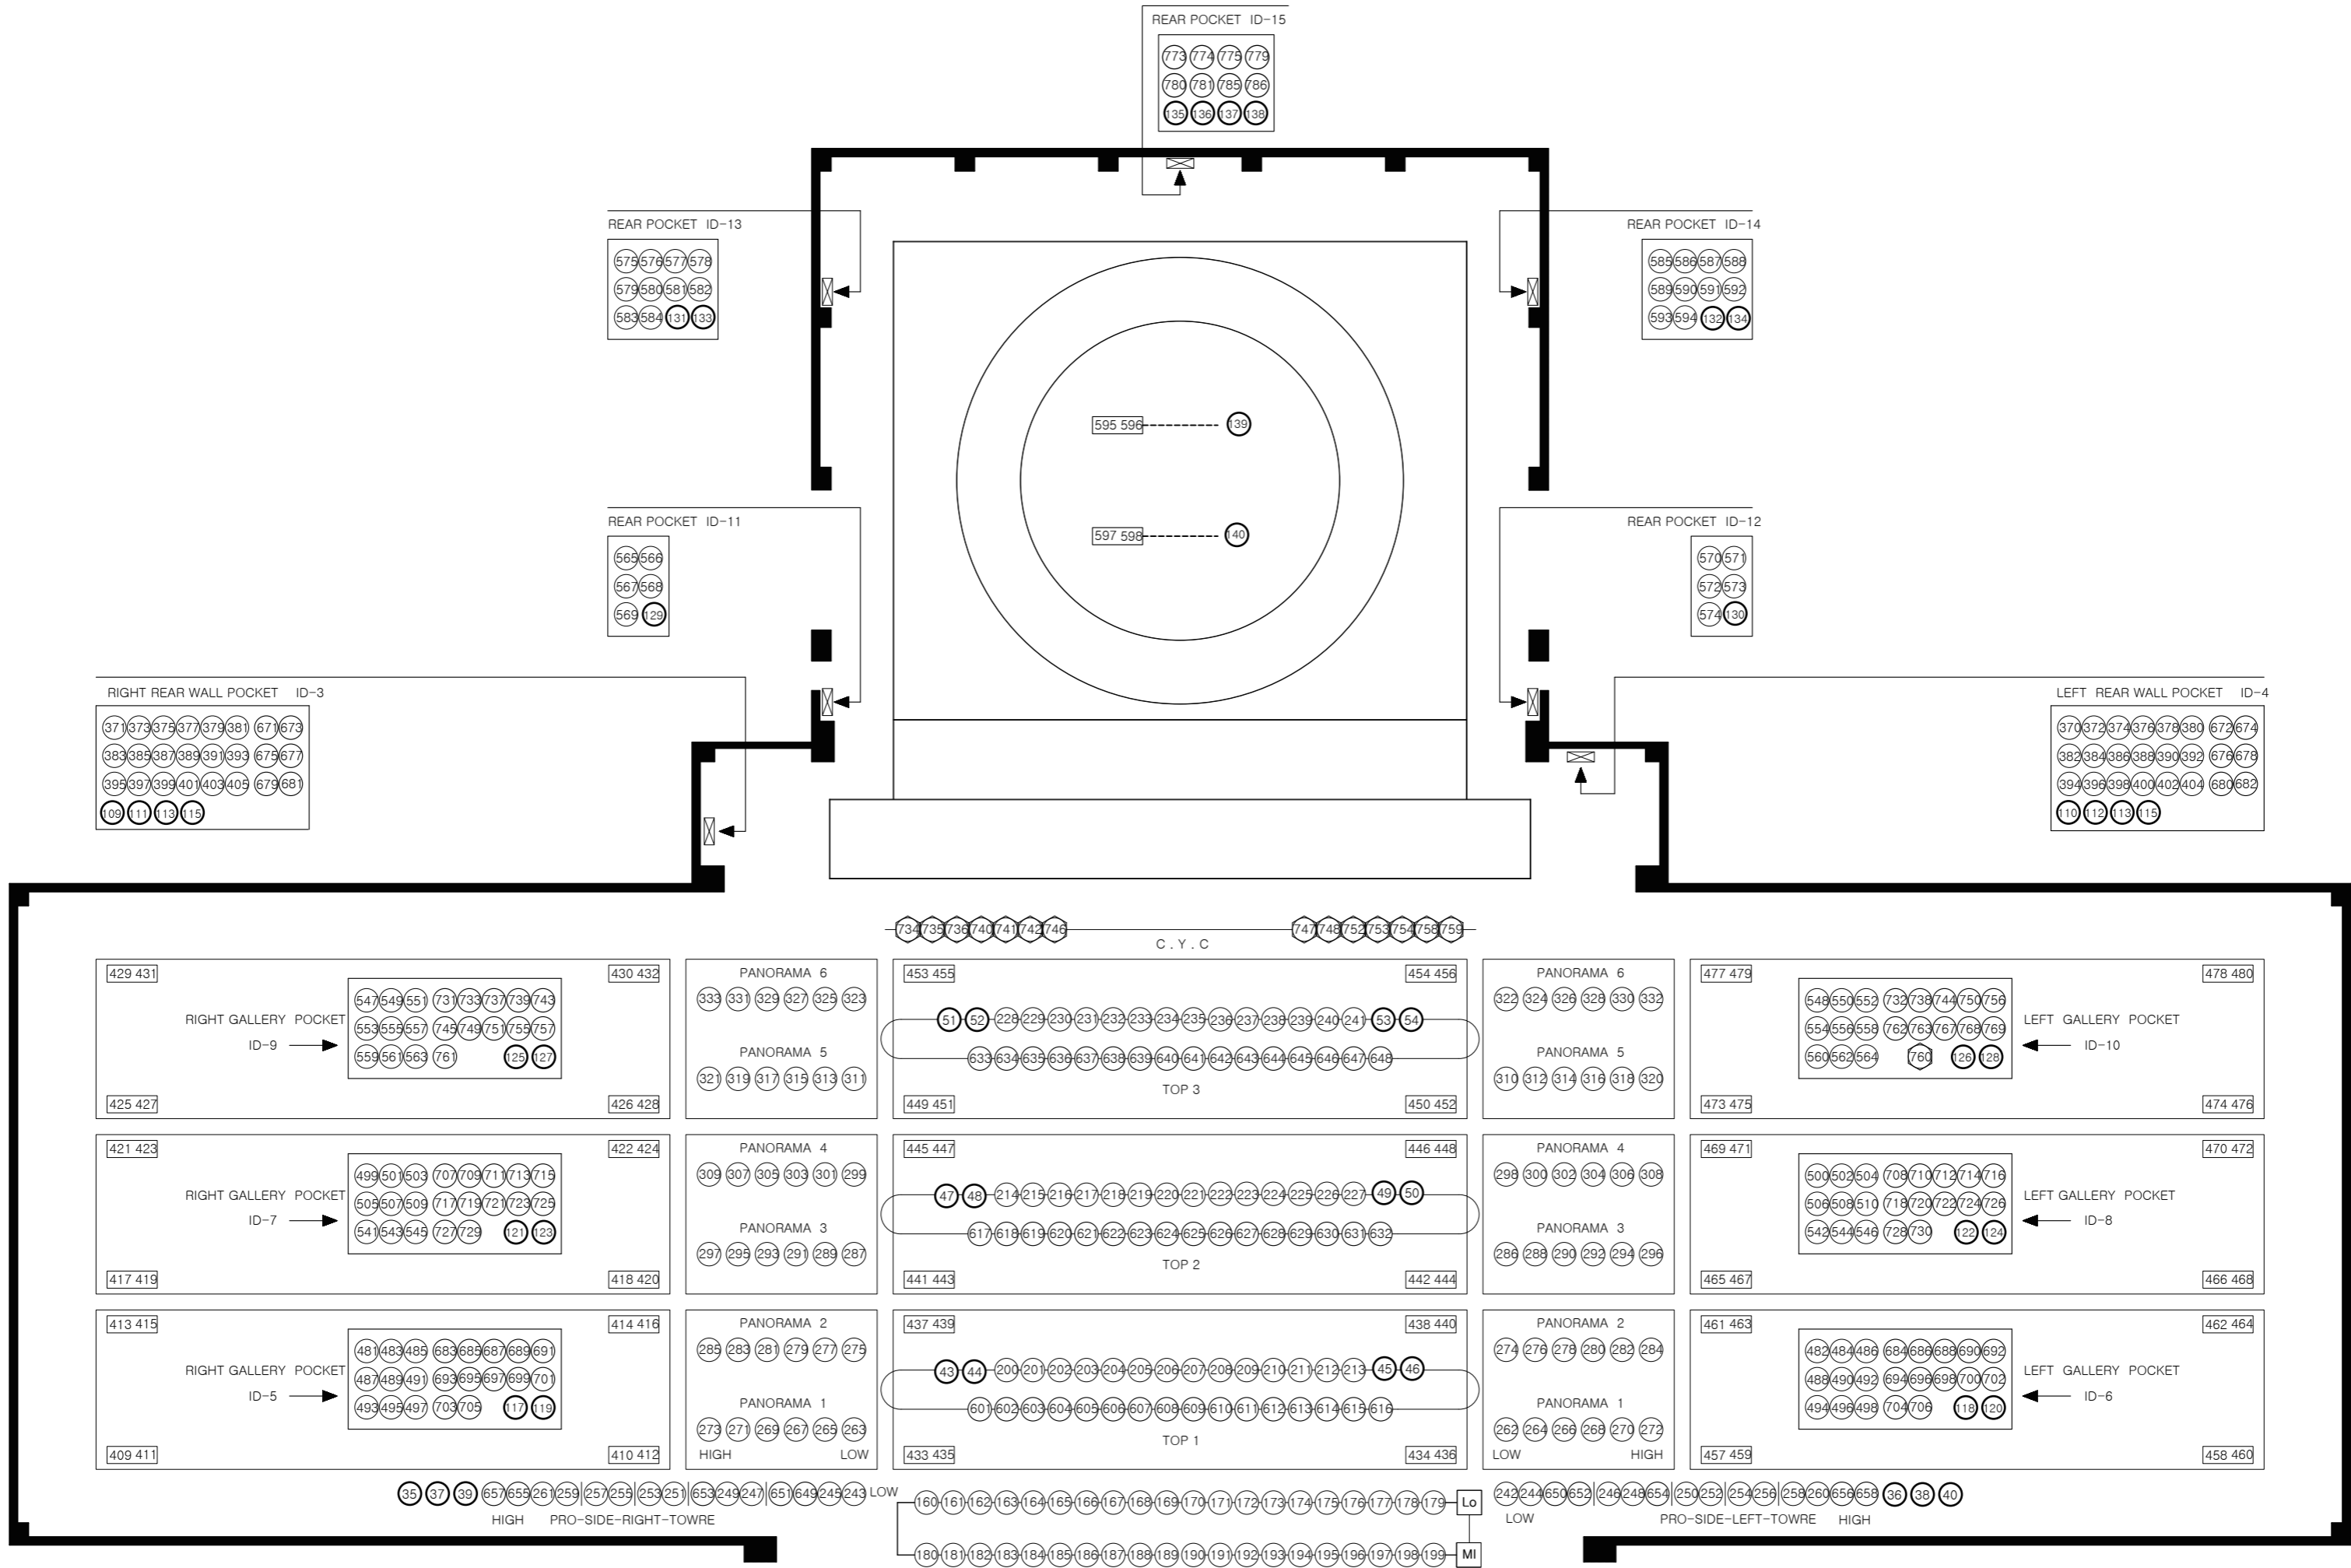 REAR POCKET ID-15
773 774 775 779
780 781 785 786
135 136 137 138
REAR POCKET ID-13
575 576 577 578
579 580 581 582
583 584 131 133
REAR POCKET ID-14
585 586 587 588
589 590 591 592
593 594 132 134
595 596 139
597 598 140
REAR POCKET ID-11
565 566
567 568
569 129
REAR POCKET ID-12
570 571
572 573
574 130
RIGHT REAR WALL POCKET ID-3
371 373 375 377 379 381 671 673
383 385 387 389 391 393 675 677
395 397 399 401 403 405 679 681
109 111 113 115
LEFT REAR WALL POCKET ID-4
370 372 374 376 378 380 672 674
382 384 386 388 390 392 676 678
394 396 398 400 402 404 680 682
110 112 113 115
734 735 736 740 741 742 746
747 748 752 753 754 758 759
C . Y . C
429 431
430 432
547 549 551 731 733 737 739 743
553 555 557 745 749 751 755 757
559 561 563 761 125 127
RIGHT GALLERY POCKET
ID-9
425 427
426 428
PANORAMA 6
333 331 329 327 325 323
PANORAMA 5
321 319 317 315 313 311
453 455
454 456
51 52 228 229 230 231 232 233 234 235 236 237 238 239 240 241 53 54
633 634 635 636 637 638 639 640 641 642 643 644 645 646 647 648
TOP 3
449 451
450 452
PANORAMA 6
322 324 326 328 330 332
PANORAMA 5
310 312 314 316 318 320
477 479
478 480
548 550 552 732 738 744 750 756
554 556 558 762 763 767 768 769
560 562 564 760 126 128
LEFT GALLERY POCKET
ID-10
473 475
474 476
421 423
422 424
499 501 503 707 709 711 713 715
505 507 509 717 719 721 723 725
541 543 545 727 729 121 123
RIGHT GALLERY POCKET
ID-7
417 419
418 420
PANORAMA 4
309 307 305 303 301 299
PANORAMA 3
297 295 293 291 289 287
445 447
446 448
47 48 214 215 216 217 218 219 220 221 222 223 224 225 226 227 49 50
617 618 619 620 621 622 623 624 625 626 627 628 629 630 631 632
TOP 2
441 443
442 444
PANORAMA 4
298 300 302 304 306 308
PANORAMA 3
286 288 290 292 294 296
469 471
470 472
500 502 504 708 710 712 714 716
506 508 510 718 720 722 724 726
542 544 546 728 730 122 124
LEFT GALLERY POCKET
ID-8
465 467
466 468
413 415
414 416
481 483 485 683 685 687 689 691
487 489 491 693 695 697 699 701
493 495 497 703 705 117 119
RIGHT GALLERY POCKET
ID-5
409 411
410 412
PANORAMA 2
285 283 281 279 277 275
PANORAMA 1
273 271 269 267 265 263
HIGH LOW
437 439
438 440
43 44 200 201 202 203 204 205 206 207 208 209 210 211 212 213 45 46
601 602 603 604 605 606 607 608 609 610 611 612 613 614 615 616
TOP 1
433 435
434 436
PANORAMA 2
274 276 278 280 282 284
PANORAMA 1
262 264 266 268 270 272
LOW HIGH
461 463
462 464
482 484 486 684 686 688 690 692
488 490 492 694 696 698 700 702
494 496 498 704 706 118 120
LEFT GALLERY POCKET
ID-6
457 459
458 460
35 37 39 657 655 261 259 257 255 253 251 653 249 247 651 649 245 243 LOW
HIGH PRO-SIDE-RIGHT-TOWRE
160 161 162 163 164 165 166 167 168 169 170 171 172 173 174 175 176 177 178 179 Lo
180 181 182 183 184 185 186 187 188 189 190 191 192 193 194 195 196 197 198 199 MI
242 244 650 652 246 248 654 250 252 254 256 258 260 656 658 36 38 40
LOW PRO-SIDE-LEFT-TOWRE HIGH